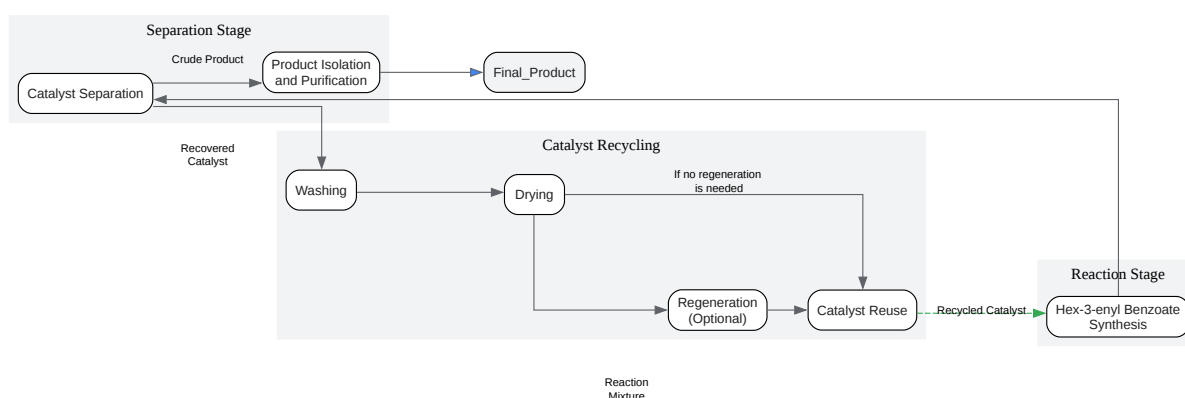 Separation Stage
Crude Product
Product Isolation
and Purification
Final_Product
Catalyst Separation
Recovered
Catalyst
Catalyst Recycling
Washing
Drying
If no regeneration
is needed
Regeneration
(Optional)
Catalyst Reuse
Recycled Catalyst
Reaction Stage
Hex-3-enyl Benzoate
Synthesis
Reaction
Mixture